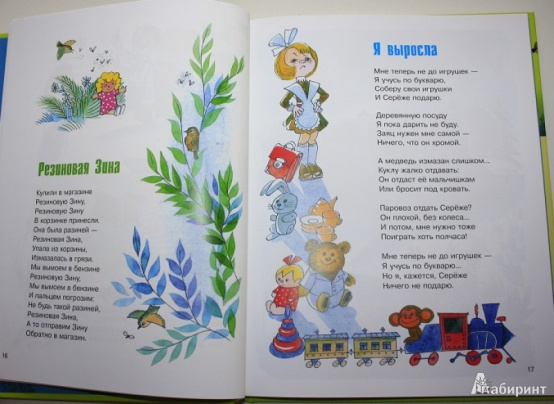 Резиновая Зина
Купили в магазине
Резиновую Зину,
Резиновую Зину
В корзинке принесли.
Она была разиней —
Резиновая Зина,
Упала из корзины,
Измазалась в грязи.
Мы вымоем в бензине
Резиновую Зину,
Мы вымоем в бензине
И пальцем погрозим:
Не будь такой разиней,
Резиновая Зина,
А то отправим Зину
Обратно в магазин.
16
Я выросла
Мне теперь не до игрушек —
Я учусь по букварю,
Соберу свои игрушки
И Серёже подарю.
Деревянную посуду
Я пока дарить не буду.
Заяц нужен мне самой —
Ничего, что он хромой.
А медведь измазан слишком...
Куклу жалко отдавать:
Он отдаст её мальчишкам
Или бросит под кровать.
Паровоз отдать Серёже?
Он плохой, без колеса...
И потом, мне нужно тоже
Поиграть хоть полчаса!
Мне теперь не до игрушек —
Я учусь по букварю...
Но я, кажется, Серёже
Ничего не подарю.
17
Лабиринт